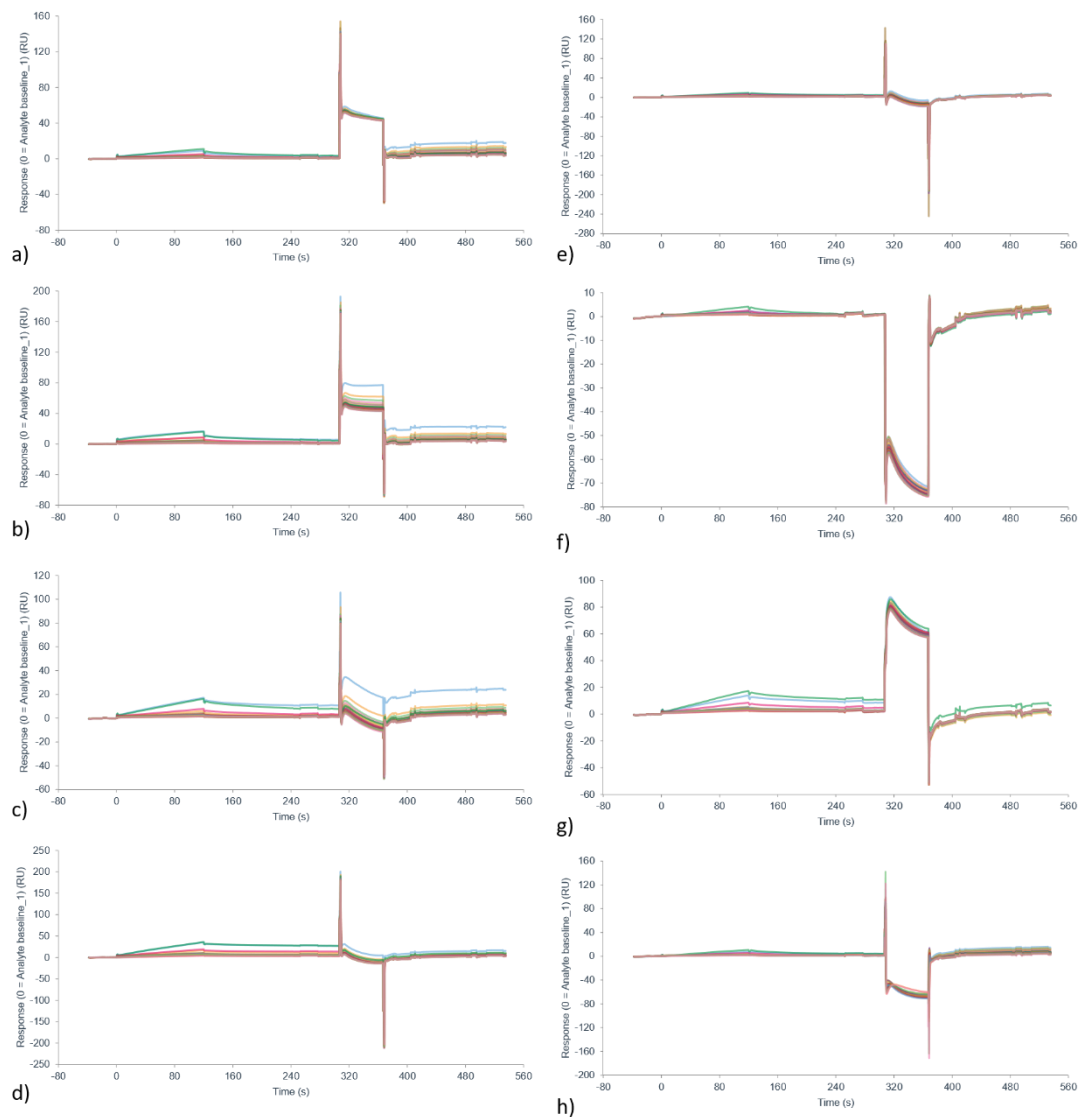 Response (0 = Analyte baseline_1) (RU)
160
120
80
40
0
-40
-80
-80 0 80 160 240 320 400 480 560
Time (s)
a)
Response (0 = Analyte baseline_1) (RU)
200
160
120
80
40
0
-40
-80
-80 0 80 160 240 320 400 480 560
Time (s)
b)
Response (0 = Analyte baseline_1) (RU)
120
100
80
60
40
20
0
-20
-40
-60
-80 0 80 160 240 320 400 480 560
Time (s)
c)
Response (0 = Analyte baseline_1) (RU)
250
200
150
100
50
0
-50
-100
-150
-200
-250
-80 0 80 160 240 320 400 480 560
Time (s)
d)
Response (0 = Analyte baseline_1) (RU)
160
120
80
40
0
-40
-80
-120
-160
-200
-240
-280
-80 0 80 160 240 320 400 480 560
Time (s)
e)
Response (0 = Analyte baseline_1) (RU)
10
0
-10
-20
-30
-40
-50
-60
-70
-80
-80 0 80 160 240 320 400 480 560
Time (s)
f)
Response (0 = Analyte baseline_1) (RU)
100
80
60
40
20
0
-20
-40
-60
-80 0 80 160 240 320 400 480 560
Time (s)
g)
Response (0 = Analyte baseline_1) (RU)
160
120
80
40
0
-40
-80
-120
-160
-200
-80 0 80 160 240 320 400 480 560
Time (s)
h)